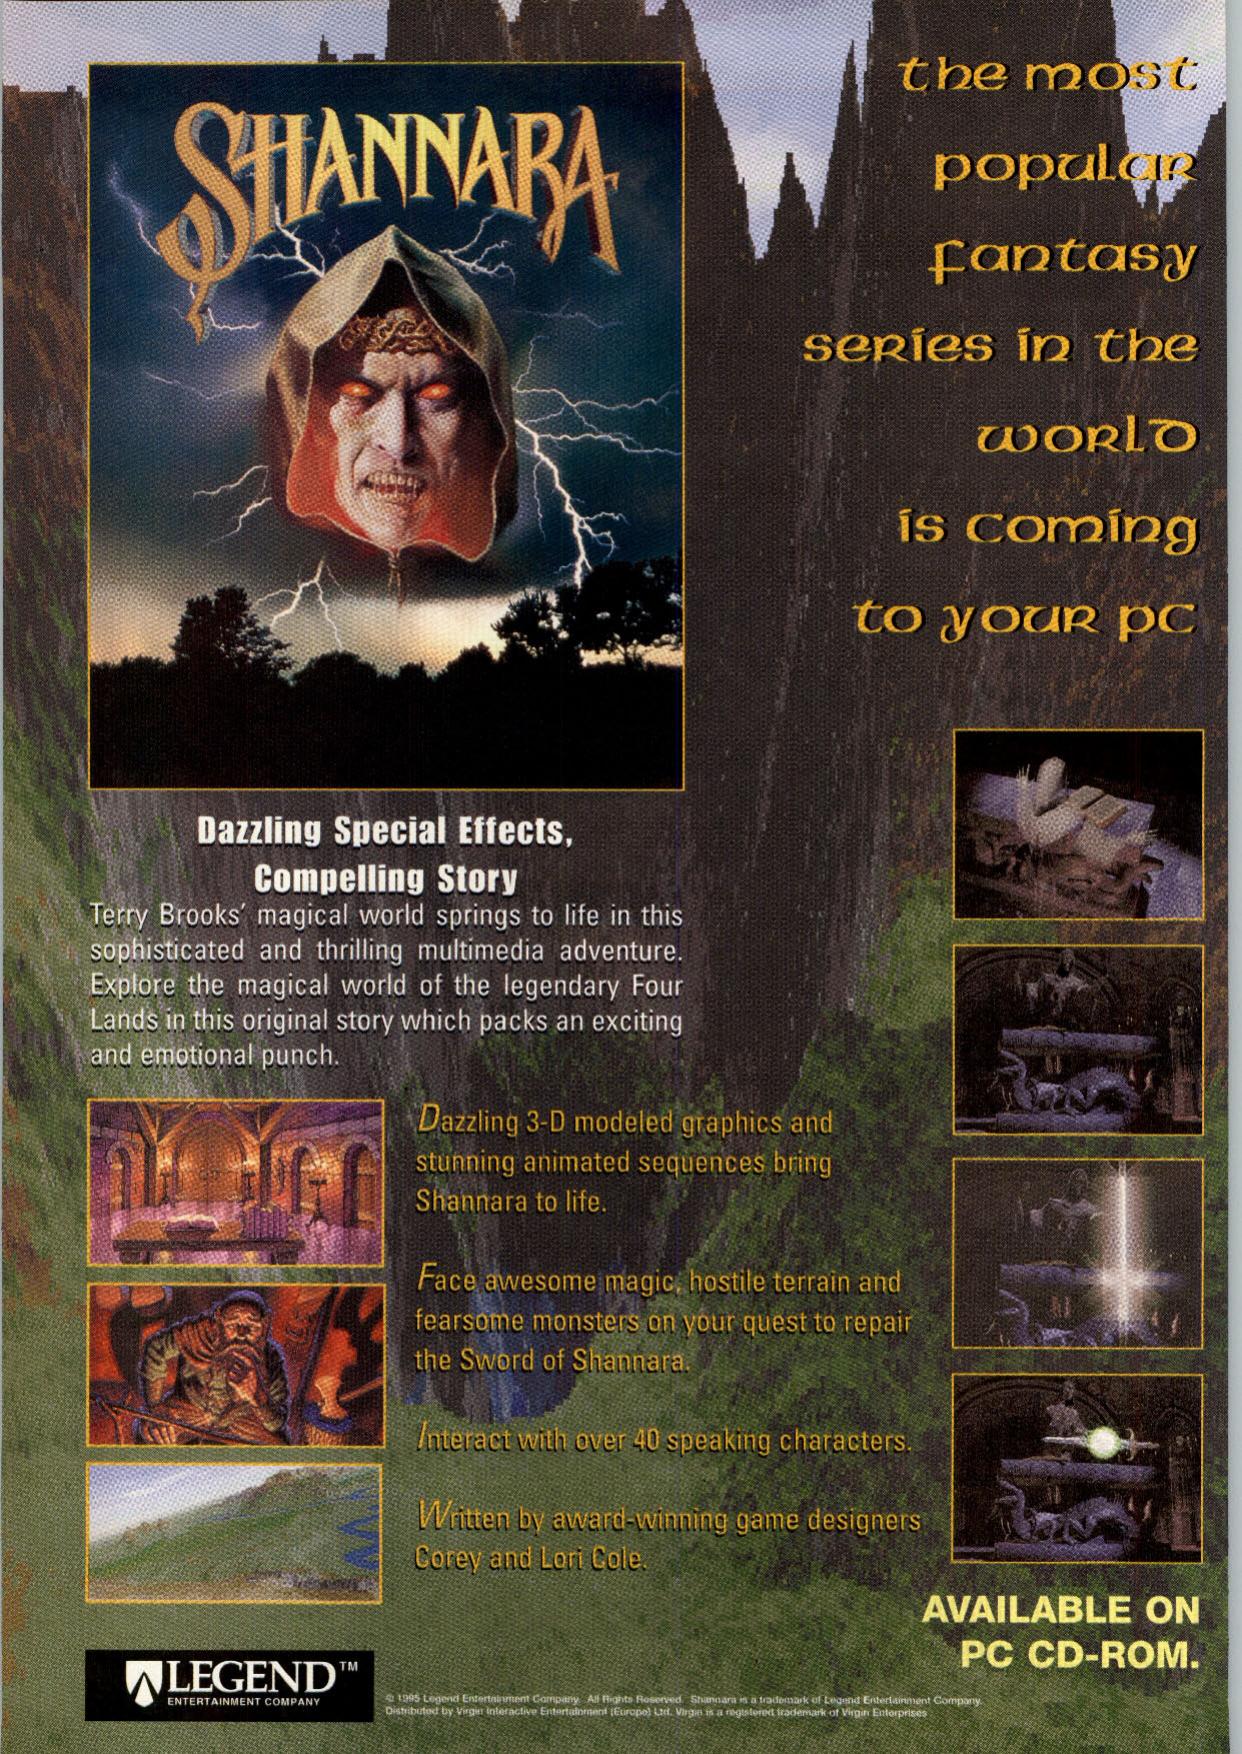 SHANNARA
the most
popular
fantasy
series in the
world
is coming
to your pc
Dazzling Special Effects,
Compelling Story
Terry Brooks' magical world springs to life in this
sophisticated and thrilling multimedia adventure.
Explore the magical world of the legendary Four
Lands in this original story which packs an exciting
and emotional punch.
Dazzling 3-D modeled graphics and
stunning animated sequences bring
Shannara to life.
Face awesome magic, hostile terrain and
fearsome monsters on your quest to repair
the Sword of Shannara.
Interact with over 40 speaking characters.
Written by award-winning game designers
Corey and Lori Cole.
AVAILABLE ON
PC CD-ROM.
LEGEND™
ENTERTAINMENT COMPANY
© 1995 Legend Entertainment Company. All Rights Reserved. Shannara is a trademark of Legend Entertainment Company.
Distributed by Virgin Interactive Entertainment (Europe) Ltd. Virgin is a registered trademark of Virgin Enterprises